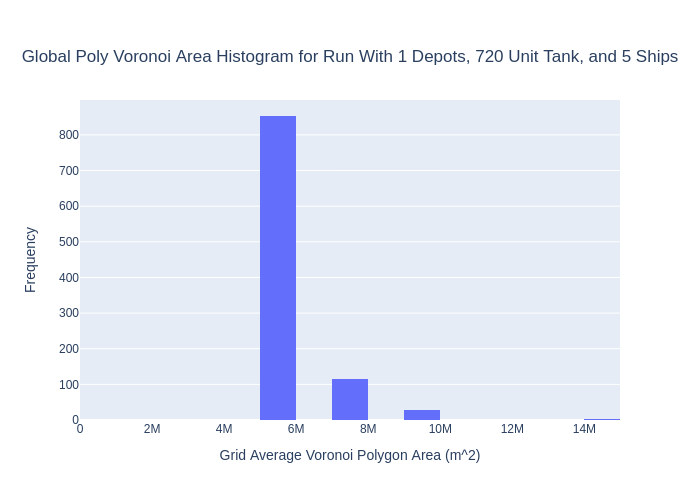 Global Poly Voronoi Area Histogram for Run With 1 Depots, 720 Unit Tank, and 5 Ships
800
700
600
500
400
300
200
100
0
Frequency
0 2M 4M 6M 8M 10M 12M 14M
Grid Average Voronoi Polygon Area (m^2)